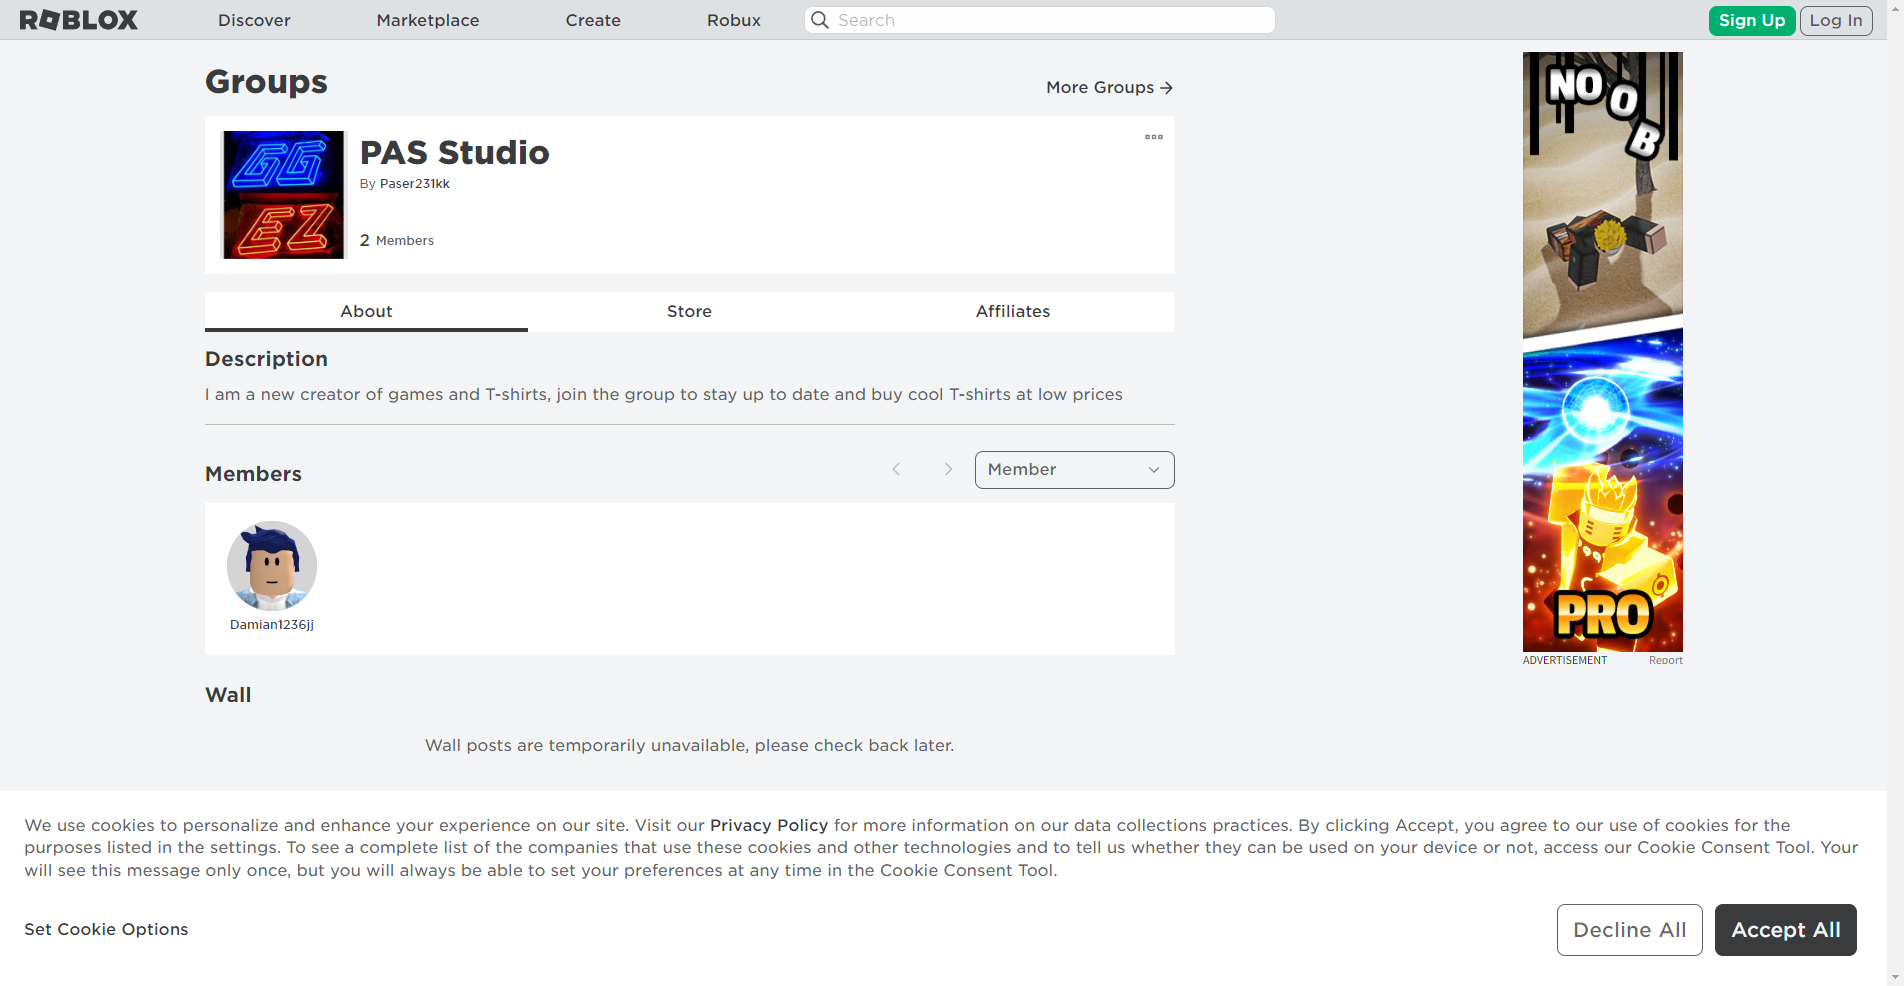 ROBLOX
Discover
Marketplace
Create
Robux
Search
Sign Up
Log In
Groups
More Groups
GG
EZ
PAS Studio
By Paser231kk
2 Members
About
Store
Affiliates
Description
I am a new creator of games and T-shirts, join the group to stay up to date and buy cool T-shirts at low prices
Members
Member
Damian1236jj
Wall
Wall posts are temporarily unavailable, please check back later.
NOOB
PRO
ADVERTISEMENT
Report
We use cookies to personalize and enhance your experience on our site. Visit our Privacy Policy for more information on our data collections practices. By clicking Accept, you agree to our use of cookies for the
purposes listed in the settings. To see a complete list of the companies that use these cookies and other technologies and to tell us whether they can be used on your device or not, access our Cookie Consent Tool. Your
will see this message only once, but you will always be able to set your preferences at any time in the Cookie Consent Tool.
Set Cookie Options
Decline All
Accept All